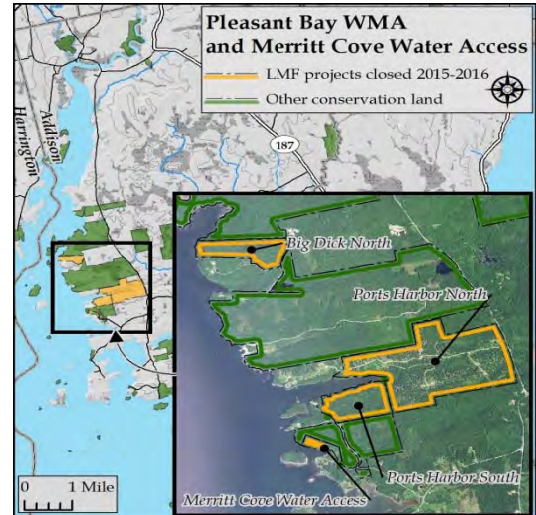 Pleasant Bay WMA
and Merritt Cove Water Access
LMF projects closed 2015-2016
Other conservation land
Harrington
Addison
187
Big Dick North
Ports Harbor North
Ports Harbor South
Merritt Cove Water Access
0 1 Mile